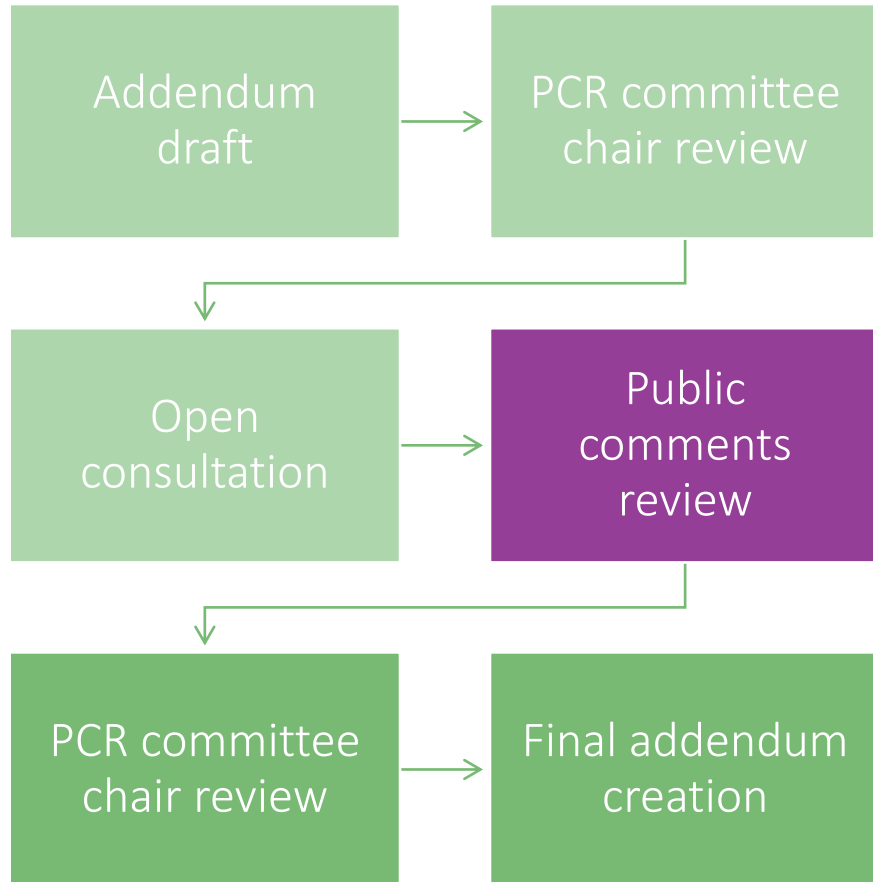 Addendum
draft
PCR committee
chair review
Open
consultation
Public
comments
review
PCR committee
chair review
Final addendum
creation